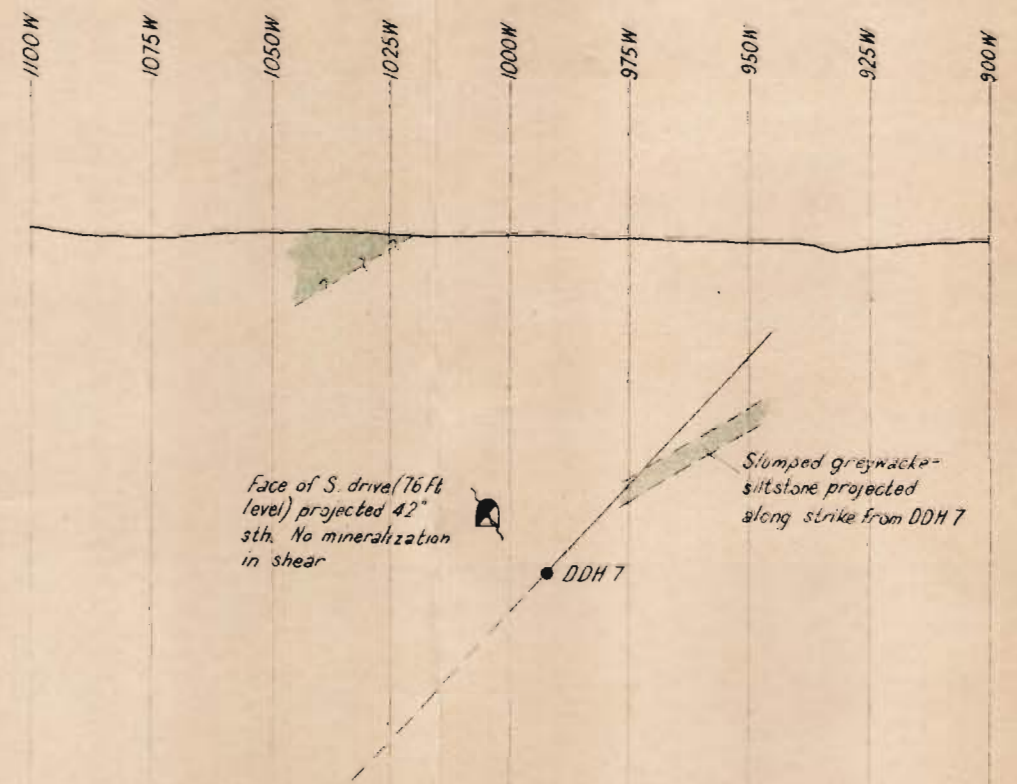 1100W
1075W
1050W
1025W
1000W
975W
950W
925W
900W
?
?
?
Face of S. drive (76 Ft
level) projected 42°
sth. No mineralization
in shear
Slumped greywacke-
siltstone projected
along strike from DDH 7
DDH 7